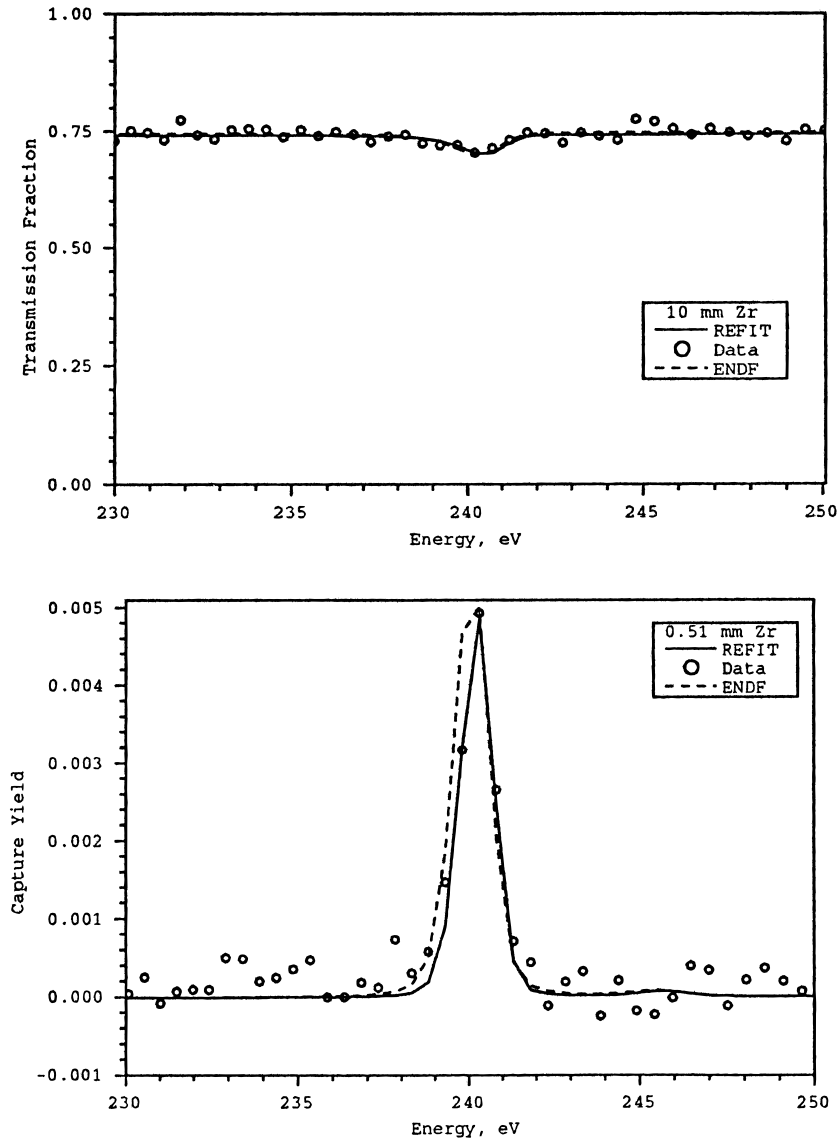 1.00
0.75
0.50
0.25
0.00
Transmission Fraction
10 mm Zr
REFIT
Data
ENDF
230 235 240 245 250
Energy, eV
0.005
0.004
0.003
0.002
0.001
0.000
-0.001
Capture Yield
0.51 mm Zr
REFIT
Data
ENDF
230 235 240 245 250
Energy, eV